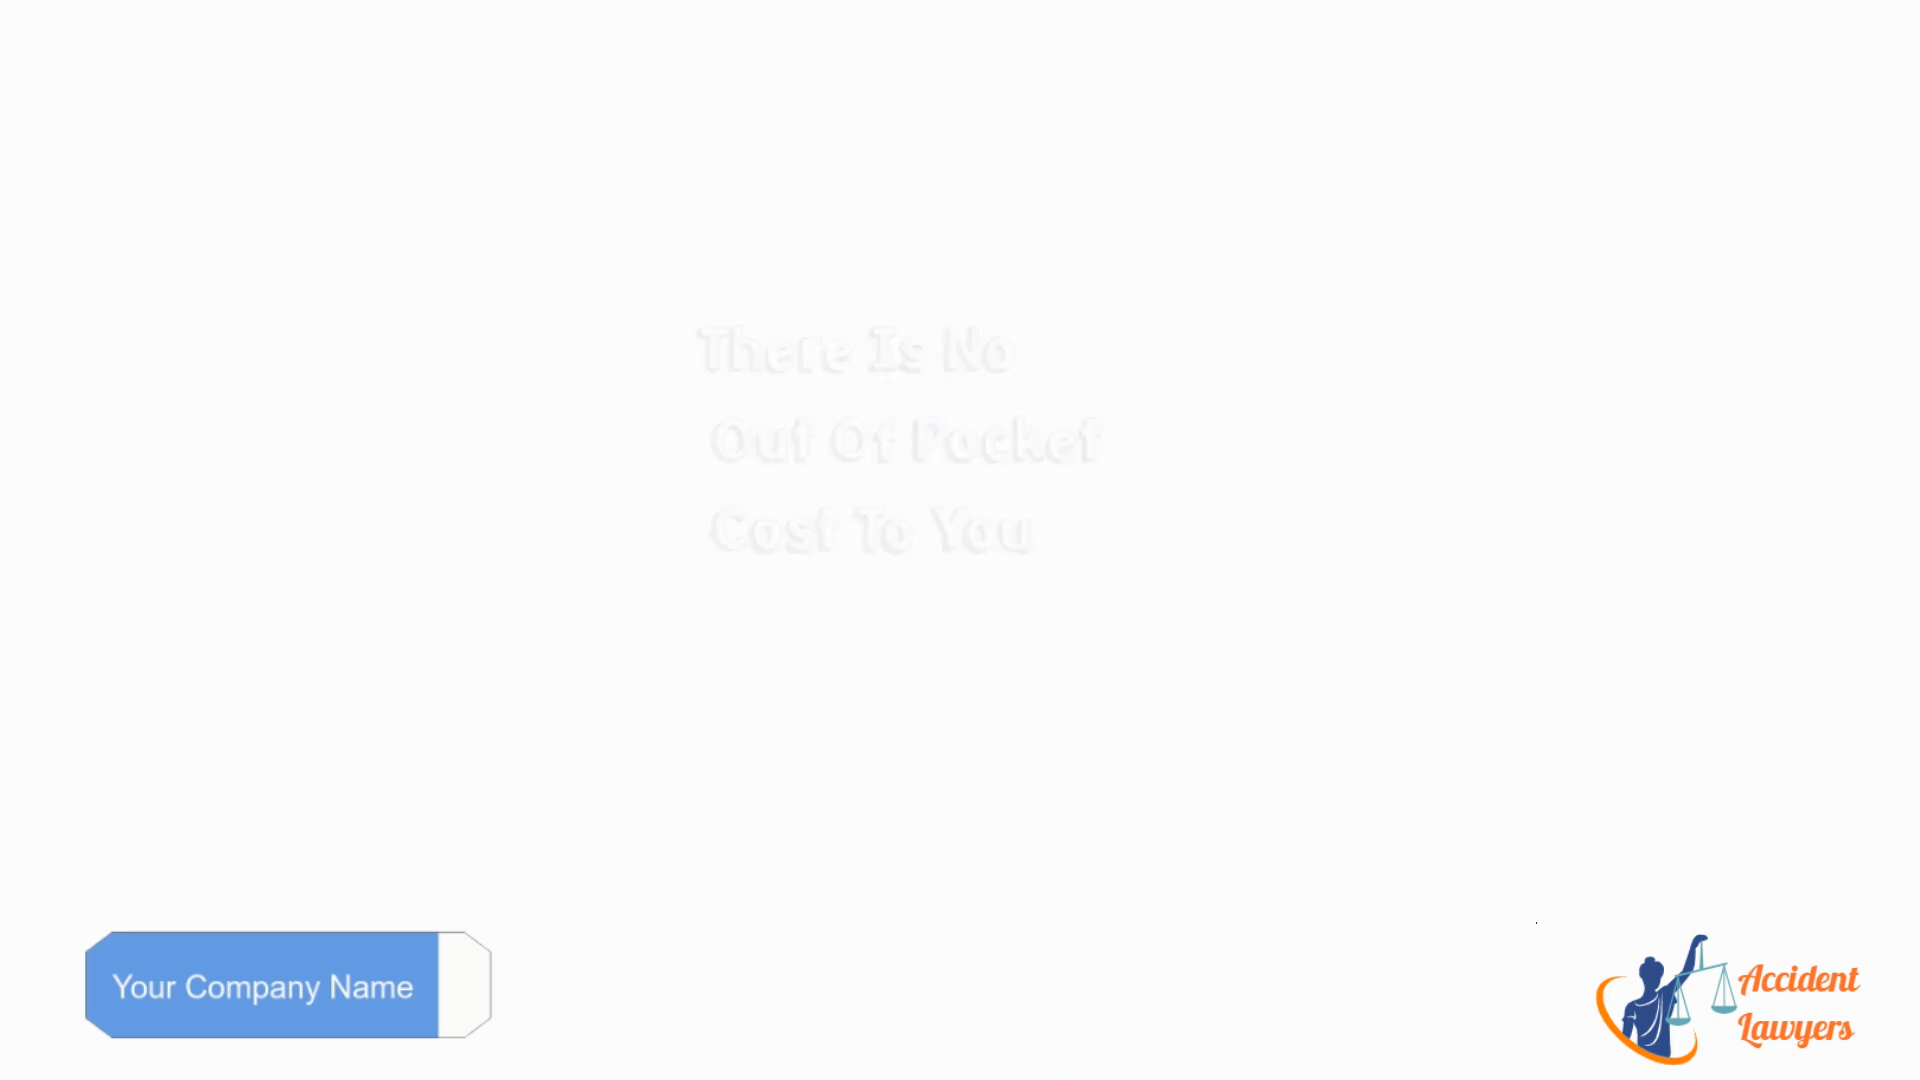 There Is No
Out Of Pocket
Cost To You
Your Company Name
Accident
Lawyers